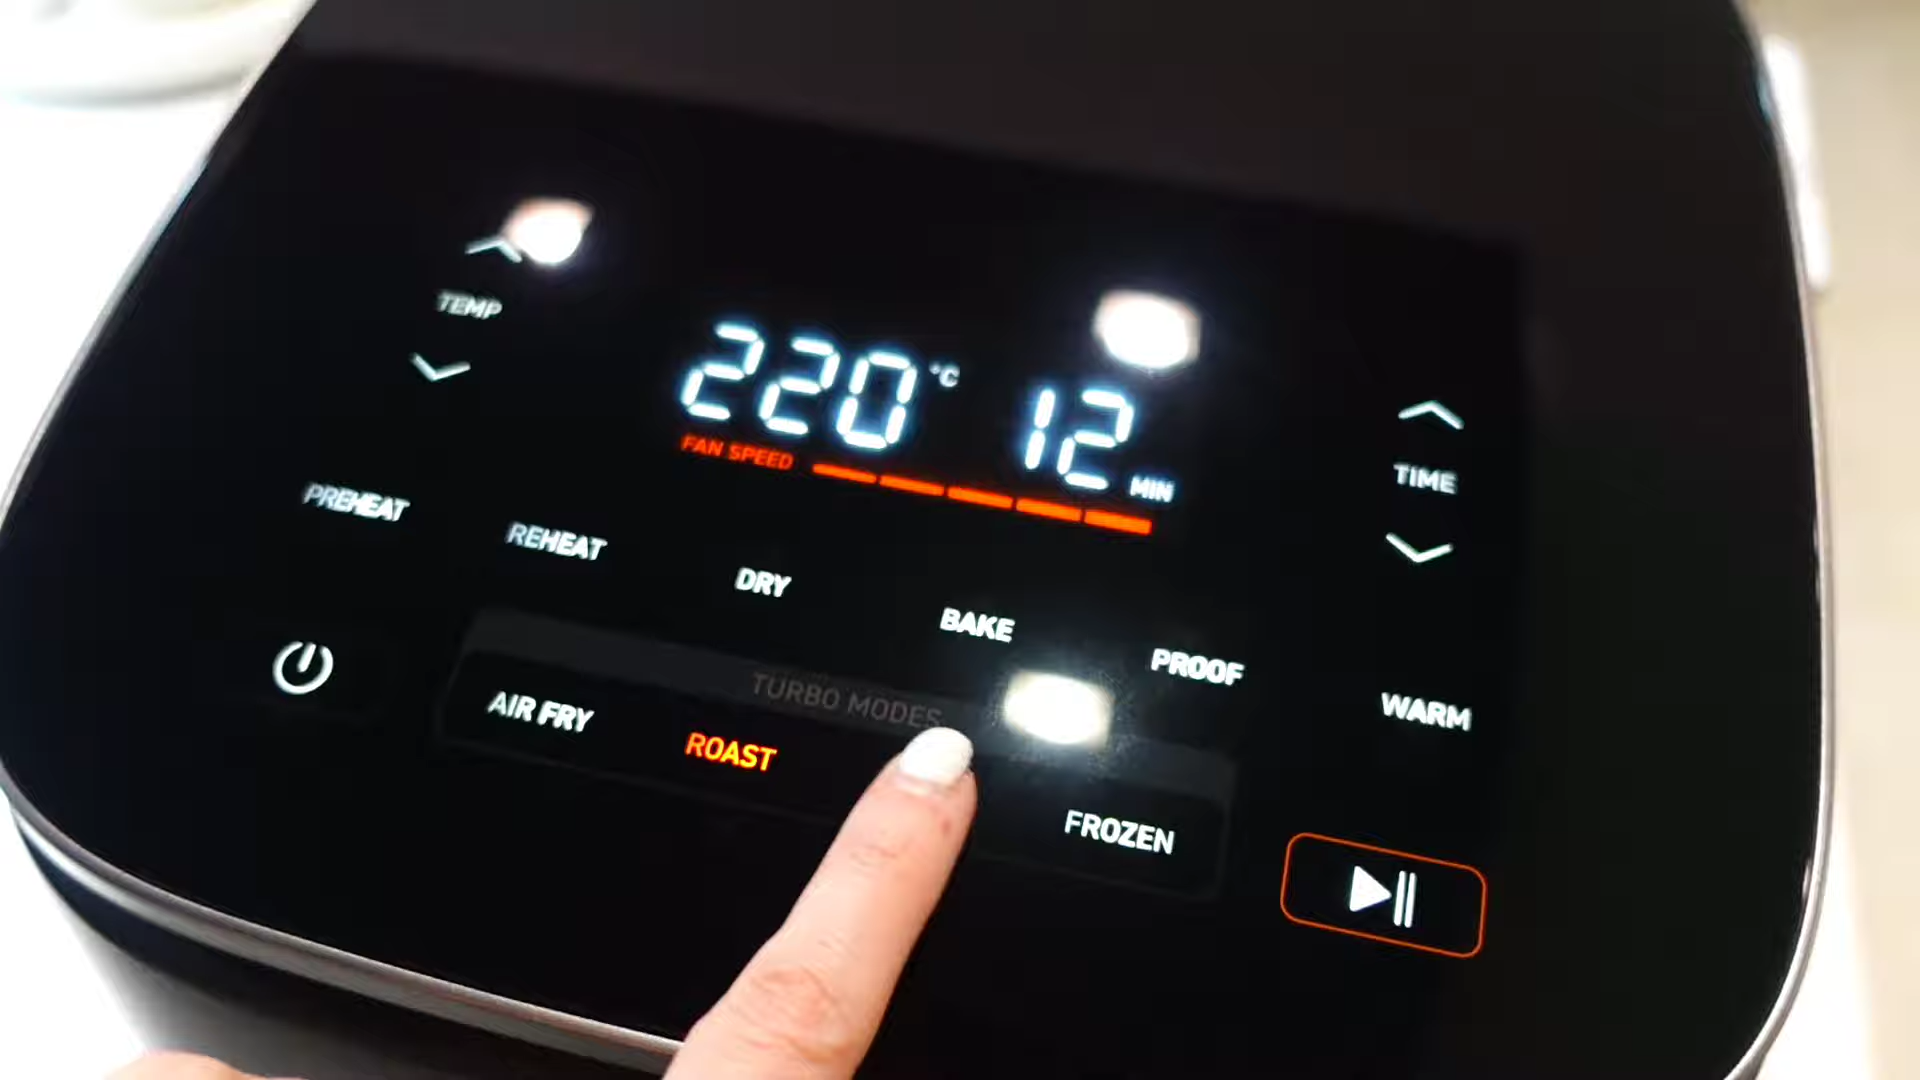 TEMP
220 °C 12 MIN
FAN SPEED
TIME
PREHEAT
REHEAT
DRY
BAKE
PROOF
WARM
TURBO MODES
AIR FRY
ROAST
FROZEN